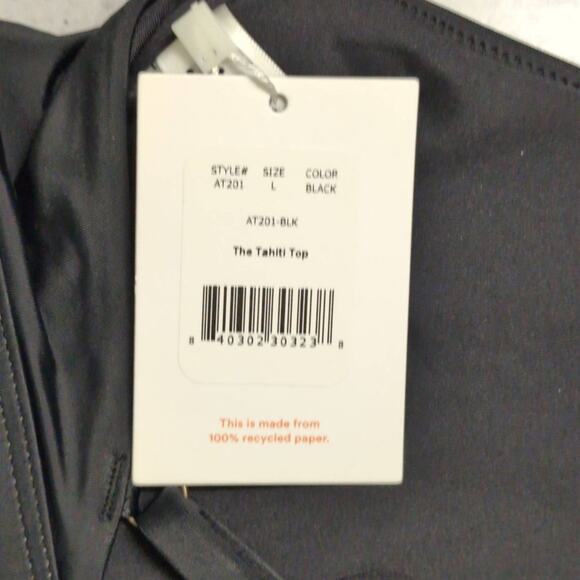 STYLE# SIZE COLOR
AT201 L BLACK
AT201-BLK
The Tahiti Top
8 40302 30323 8
This is made from
100% recycled paper.